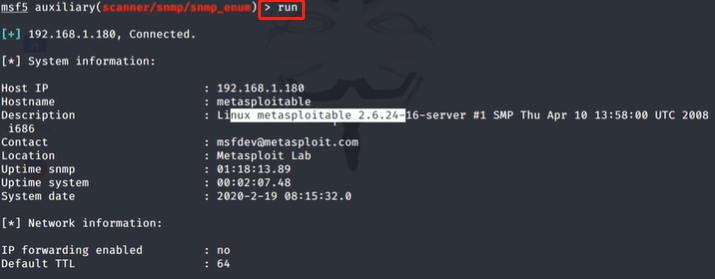 msf5 auxiliary(scanner/snmp/snmp_enum) > run
[+] 192.168.1.180, Connected.
[*] System information:
Host IP : 192.168.1.180
Hostname : metasploitable
Description : Linux metasploitable 2.6.24-16-server #1 SMP Thu Apr 10 13:58:00 UTC 2008
i686
Contact : msfdev@metasploit.com
Location : Metasploit Lab
Uptime snmp : 01:18:13.89
Uptime system : 00:02:07.48
System date : 2020-2-19 08:15:32.0
[*] Network information:
IP forwarding enabled : no
Default TTL : 64